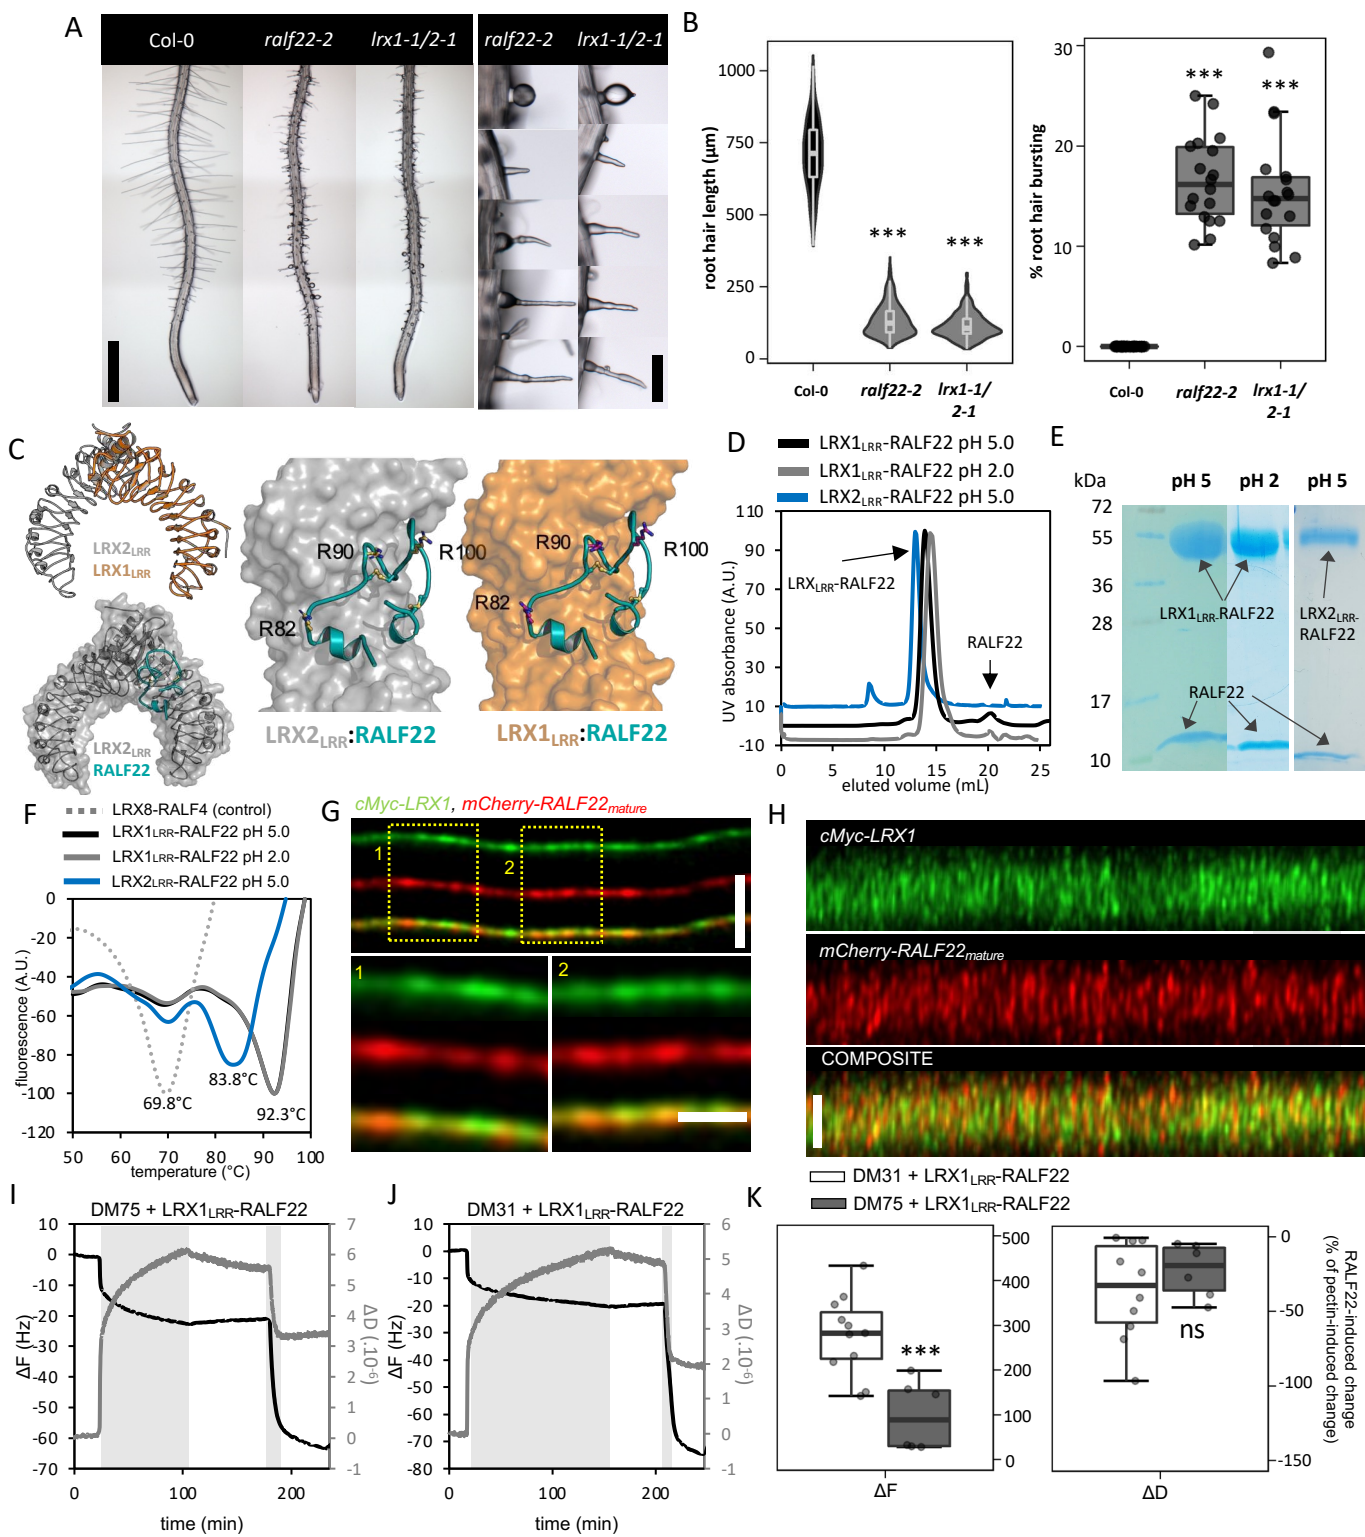 A
Col-0
ralf22-2
lrx1-1/2-1
ralf22-2
lrx1-1/2-1
B
root hair length (µm)
1000
750
500
250
0
***
***
Col-0
ralf22-2
lrx1-1/
2-1
% root hair bursting
30
20
10
0
***
***
Col-0
ralf22-2
lrx1-1/
2-1
C
LRX2LRR
LRX1LRR
LRX2LRR
RALF22
R90
R100
R82
LRX2LRR:RALF22
R90
R100
R82
LRX1LRR:RALF22
D
LRX1LRR-RALF22 pH 5.0
LRX1LRR-RALF22 pH 2.0
LRX2LRR-RALF22 pH 5.0
UV absorbance (A.U.)
110
90
70
50
30
10
-10
LRXLRR-RALF22
RALF22
0
5
10
15
20
25
eluted volume (mL)
E
kDa
pH 5
pH 2
pH 5
72
55
36
28
17
10
LRX1LRR-RALF22
LRX2LRR-
RALF22
RALF22
F
LRX8-RALF4 (control)
LRX1LRR-RALF22 pH 5.0
LRX1LRR-RALF22 pH 2.0
LRX2LRR-RALF22 pH 5.0
fluorescence (A.U.)
0
-20
-40
-60
-80
-100
-120
69.8°C
83.8°C
92.3°C
50
60
70
80
90
100
temperature (°C)
G
cMyc-LRX1, mCherry-RALF22mature
1
2
1
2
H
cMyc-LRX1
mCherry-RALF22mature
COMPOSITE
I
DM75 + LRX1LRR-RALF22
ΔF (Hz)
10
0
-10
-20
-30
-40
-50
-60
-70
7
6
5
4
3
2
1
0
-1
ΔD (.10-6)
0
100
200
time (min)
J
DM31 + LRX1LRR-RALF22
ΔF (Hz)
10
0
-10
-20
-30
-40
-50
-60
-70
-80
6
5
4
3
2
1
0
-1
ΔD (.10-6)
0
100
200
time (min)
K
DM31 + LRX1LRR-RALF22
DM75 + LRX1LRR-RALF22
***
500
400
300
200
100
0
ΔF
ns
0
-50
-100
-150
ΔD
RALF22-induced change
(% of pectin-induced change)